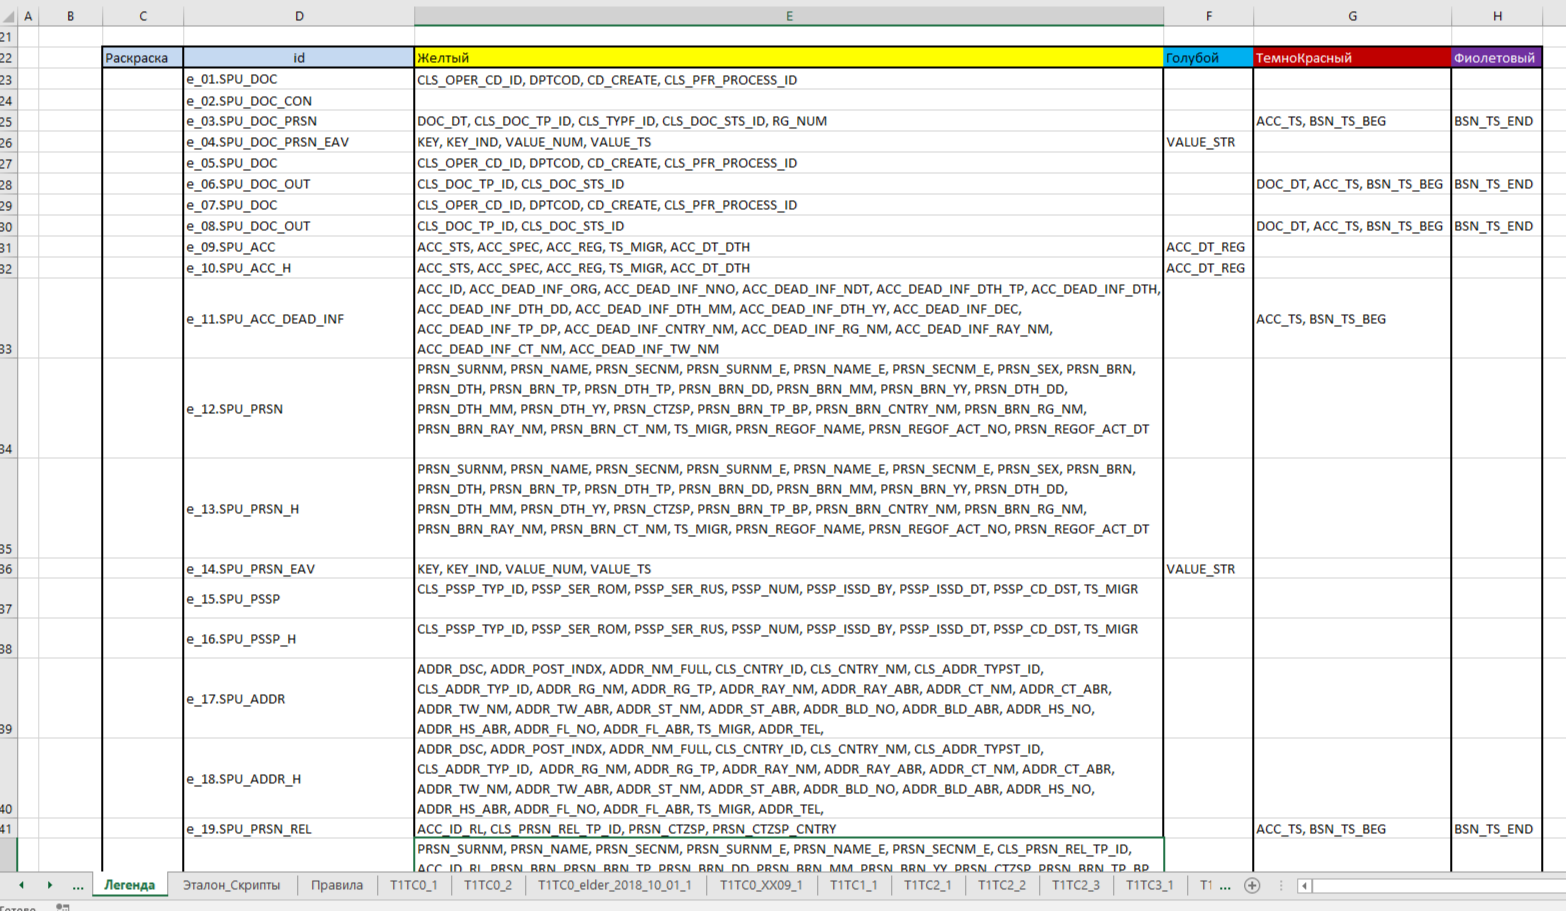 A B C D E F G H
21
22 Раскраска id Желтый Голубой ТемноКрасный Фиолетовый
23 e_01.SPU_DOC CLS_OPER_CD_ID, DPTCOD, CD_CREATE, CLS_PFR_PROCESS_ID
24 e_02.SPU_DOC_CON
25 e_03.SPU_DOC_PRSN DOC_DT, CLS_DOC_TP_ID, CLS_TYPF_ID, CLS_DOC_STS_ID, RG_NUM ACC_TS, BSN_TS_BEG BSN_TS_END
26 e_04.SPU_DOC_PRSN_EAV KEY, KEY_IND, VALUE_NUM, VALUE_TS VALUE_STR
27 e_05.SPU_DOC CLS_OPER_CD_ID, DPTCOD, CD_CREATE, CLS_PFR_PROCESS_ID
28 e_06.SPU_DOC_OUT CLS_DOC_TP_ID, CLS_DOC_STS_ID DOC_DT, ACC_TS, BSN_TS_BEG BSN_TS_END
29 e_07.SPU_DOC CLS_OPER_CD_ID, DPTCOD, CD_CREATE, CLS_PFR_PROCESS_ID
30 e_08.SPU_DOC_OUT CLS_DOC_TP_ID, CLS_DOC_STS_ID DOC_DT, ACC_TS, BSN_TS_BEG BSN_TS_END
31 e_09.SPU_ACC ACC_STS, ACC_SPEC, ACC_REG, TS_MIGR, ACC_DT_DTH ACC_DT_REG
32 e_10.SPU_ACC_H ACC_STS, ACC_SPEC, ACC_REG, TS_MIGR, ACC_DT_DTH ACC_DT_REG
ACC_ID, ACC_DEAD_INF_ORG, ACC_DEAD_INF_NNO, ACC_DEAD_INF_NDT, ACC_DEAD_INF_DTH_TP, ACC_DEAD_INF_DTH,
ACC_DEAD_INF_DTH_DD, ACC_DEAD_INF_DTH_MM, ACC_DEAD_INF_DTH_YY, ACC_DEAD_INF_DEC,
e_11.SPU_ACC_DEAD_INF ACC_TS, BSN_TS_BEG
ACC_DEAD_INF_TP_DP, ACC_DEAD_INF_CNTRY_NM, ACC_DEAD_INF_RG_NM, ACC_DEAD_INF_RAY_NM,
33 ACC_DEAD_INF_CT_NM, ACC_DEAD_INF_TW_NM
PRSN_SURNM, PRSN_NAME, PRSN_SECNM, PRSN_SURNM_E, PRSN_NAME_E, PRSN_SECNM_E, PRSN_SEX, PRSN_BRN,
PRSN_DTH, PRSN_BRN_TP, PRSN_DTH_TP, PRSN_BRN_DD, PRSN_BRN_MM, PRSN_BRN_YY, PRSN_DTH_DD,
e_12.SPU_PRSN PRSN_DTH_MM, PRSN_DTH_YY, PRSN_CTZSP, PRSN_BRN_TP_BP, PRSN_BRN_CNTRY_NM, PRSN_BRN_RG_NM,
PRSN_BRN_RAY_NM, PRSN_BRN_CT_NM, TS_MIGR, PRSN_REGOF_NAME, PRSN_REGOF_ACT_NO, PRSN_REGOF_ACT_DT
34
PRSN_SURNM, PRSN_NAME, PRSN_SECNM, PRSN_SURNM_E, PRSN_NAME_E, PRSN_SECNM_E, PRSN_SEX, PRSN_BRN,
PRSN_DTH, PRSN_BRN_TP, PRSN_DTH_TP, PRSN_BRN_DD, PRSN_BRN_MM, PRSN_BRN_YY, PRSN_DTH_DD,
e_13.SPU_PRSN_H PRSN_DTH_MM, PRSN_DTH_YY, PRSN_CTZSP, PRSN_BRN_TP_BP, PRSN_BRN_CNTRY_NM, PRSN_BRN_RG_NM,
PRSN_BRN_RAY_NM, PRSN_BRN_CT_NM, TS_MIGR, PRSN_REGOF_NAME, PRSN_REGOF_ACT_NO, PRSN_REGOF_ACT_DT
35
36 e_14.SPU_PRSN_EAV KEY, KEY_IND, VALUE_NUM, VALUE_TS VALUE_STR
CLS_PSSP_TYP_ID, PSSP_SER_ROM, PSSP_SER_RUS, PSSP_NUM, PSSP_ISSD_BY, PSSP_ISSD_DT, PSSP_CD_DST, TS_MIGR
37 e_15.SPU_PSSP
CLS_PSSP_TYP_ID, PSSP_SER_ROM, PSSP_SER_RUS, PSSP_NUM, PSSP_ISSD_BY, PSSP_ISSD_DT, PSSP_CD_DST, TS_MIGR
38 e_16.SPU_PSSP_H
ADDR_DSC, ADDR_POST_INDX, ADDR_NM_FULL, CLS_CNTRY_ID, CLS_CNTRY_NM, CLS_ADDR_TYPST_ID,
CLS_ADDR_TYP_ID, ADDR_RG_NM, ADDR_RG_TP, ADDR_RAY_NM, ADDR_RAY_ABR, ADDR_CT_NM, ADDR_CT_ABR,
e_17.SPU_ADDR
ADDR_TW_NM, ADDR_TW_ABR, ADDR_ST_NM, ADDR_ST_ABR, ADDR_BLD_NO, ADDR_BLD_ABR, ADDR_HS_NO,
39 ADDR_HS_ABR, ADDR_FL_NO, ADDR_FL_ABR, TS_MIGR, ADDR_TEL,
ADDR_DSC, ADDR_POST_INDX, ADDR_NM_FULL, CLS_CNTRY_ID, CLS_CNTRY_NM, CLS_ADDR_TYPST_ID,
CLS_ADDR_TYP_ID, ADDR_RG_NM, ADDR_RG_TP, ADDR_RAY_NM, ADDR_RAY_ABR, ADDR_CT_NM, ADDR_CT_ABR,
e_18.SPU_ADDR_H
ADDR_TW_NM, ADDR_TW_ABR, ADDR_ST_NM, ADDR_ST_ABR, ADDR_BLD_NO, ADDR_BLD_ABR, ADDR_HS_NO,
40 ADDR_HS_ABR, ADDR_FL_NO, ADDR_FL_ABR, TS_MIGR, ADDR_TEL,
41 e_19.SPU_PRSN_REL ACC_ID_RL, CLS_PRSN_REL_TP_ID, PRSN_CTZSP, PRSN_CTZSP_CNTRY ACC_TS, BSN_TS_BEG BSN_TS_END
PRSN_SURNM, PRSN_NAME, PRSN_SECNM, PRSN_SURNM_E, PRSN_NAME_E, PRSN_SECNM_E, CLS_PRSN_REL_TP_ID,
ACC_ID_RL, PRSN_BRN, PRSN_BRN_TP, PRSN_BRN_DD, PRSN_BRN_MM, PRSN_BRN_YY, PRSN_CTZSP, PRSN_BRN_TP_BP
... Легенда Эталон_Скрипты Правила T1TC0_1 T1TC0_2 T1TC0_elder_2018_10_01_1 T1TC0_XX09_1 T1TC1_1 T1TC2_1 T1TC2_2 T1TC2_3 T1TC3_1 T1 ...